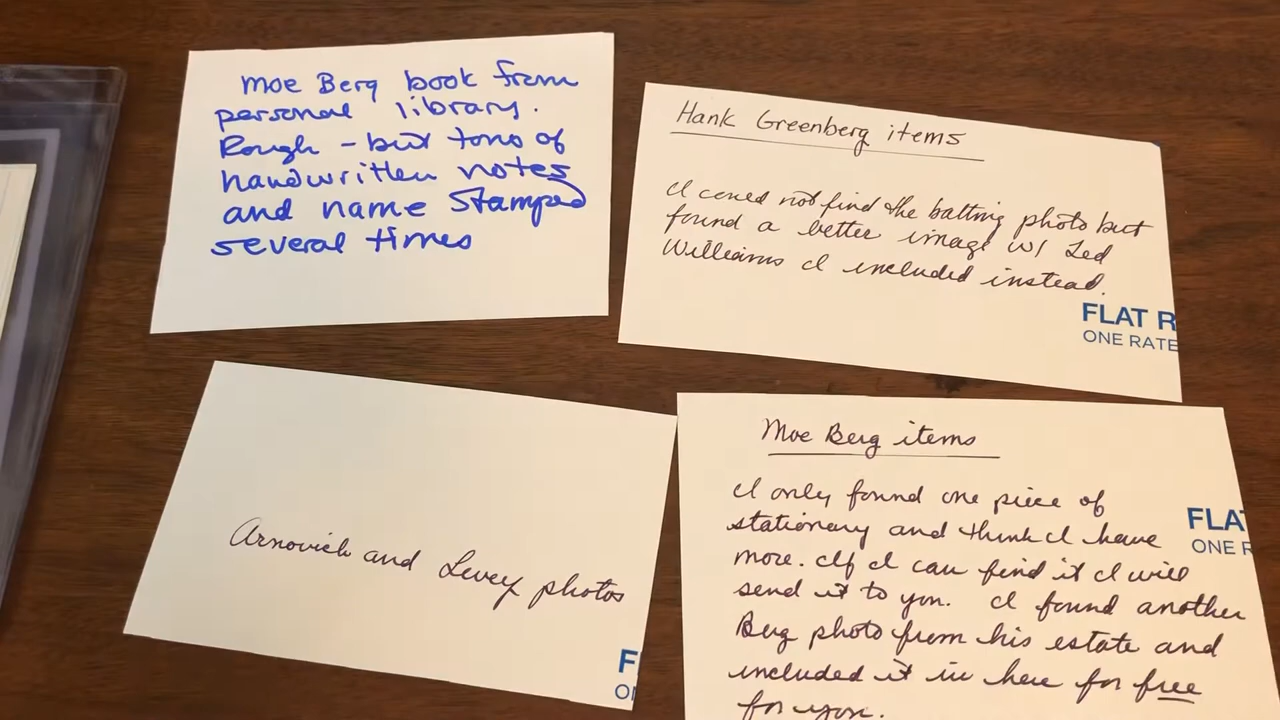 Moe Berg book from
personal library.
Rough - but tons of
handwritten notes
and name stamped
several times
Hank Greenberg items
I coned not find the batting photo but
found a better image w/ Ted
Williams I included instead.
FLAT R
ONE RATE
Arnovich and Levey photos
F
Moe Berg items
I only found one piece of
stationary and think I have
more. If I can find it I will
send it to you. I found another
Berg photo from his estate and
included it in here for free
for you.
FLA
ONE R